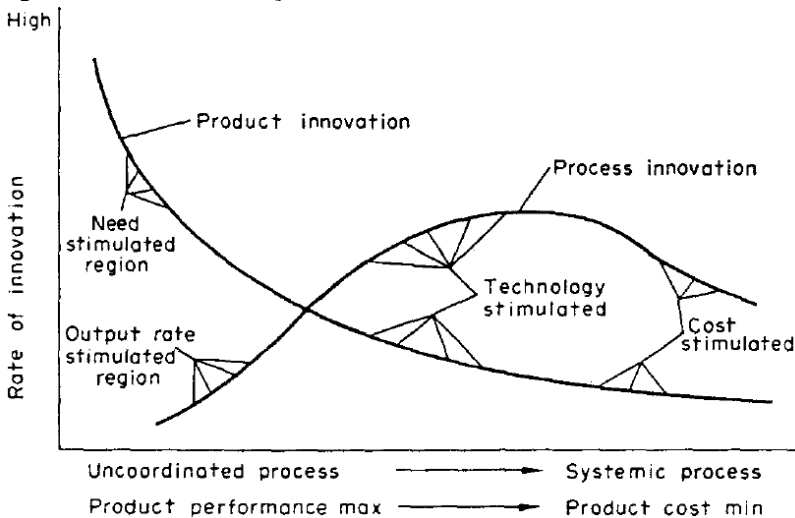 High
Product innovation
Process innovation
Need
stimulated
region
Technology
stimulated
Output rate
stimulated
region
Cost
stimulated
Rate of innovation
Uncoordinated process
Systemic process
Product performance max
Product cost min